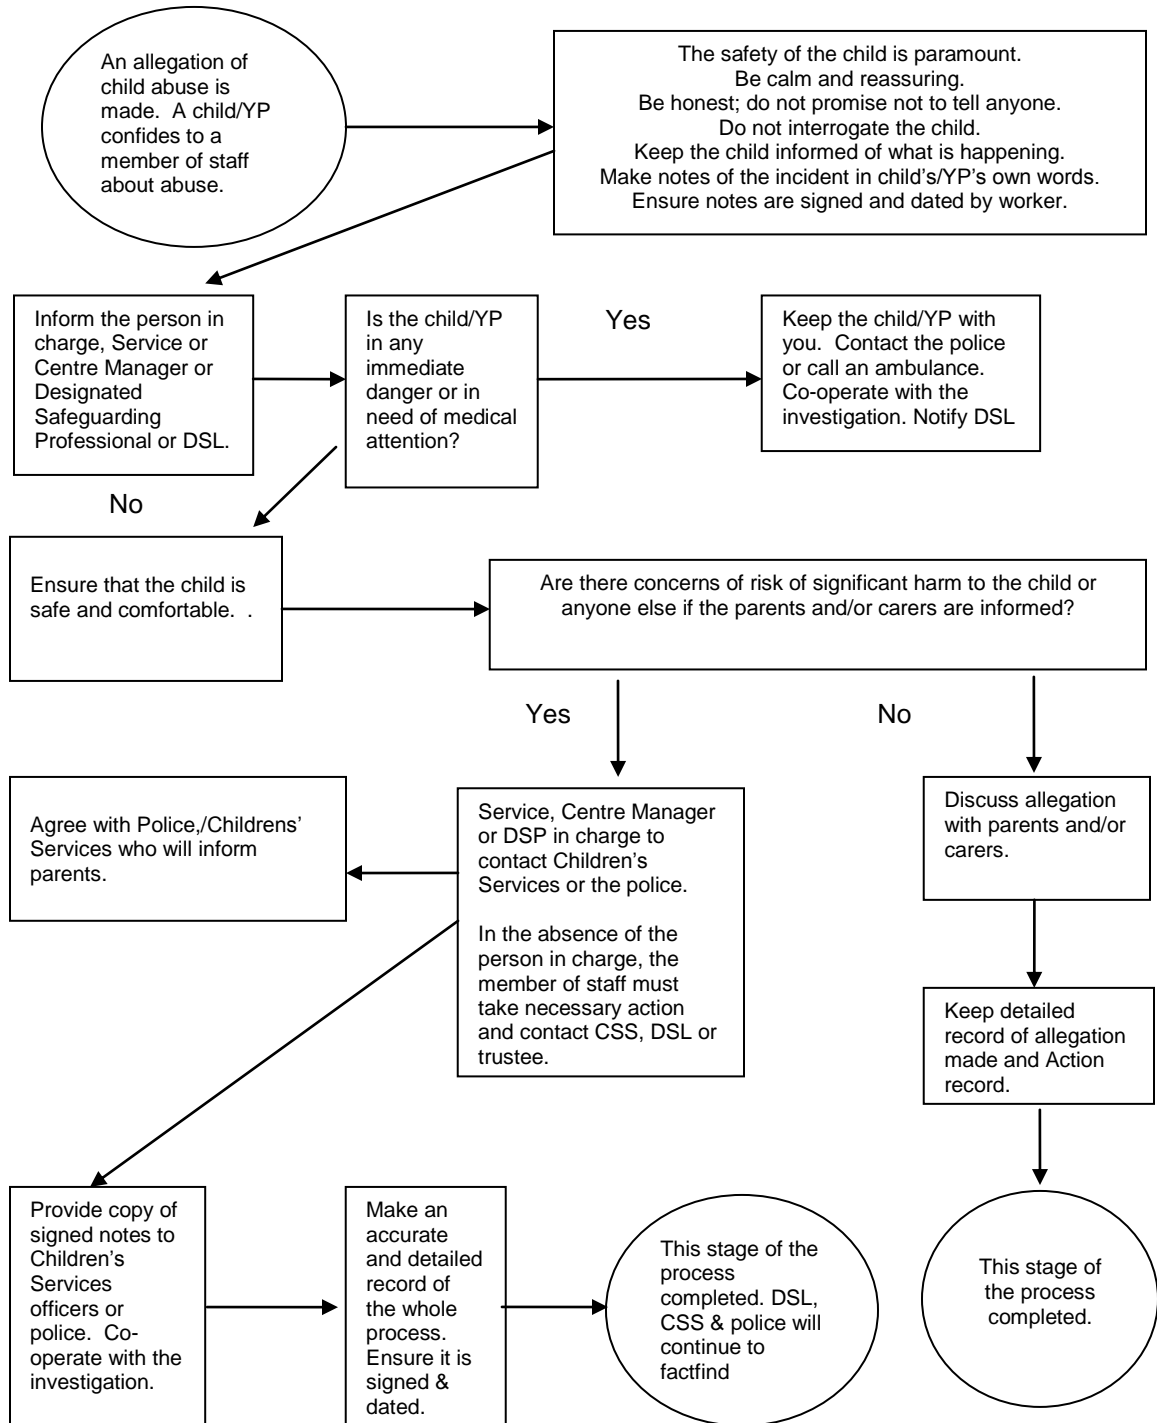 An allegation of
child abuse is
made. A child/YP
confides to a
member of staff
about abuse.
The safety of the child is paramount.
Be calm and reassuring.
Be honest; do not promise not to tell anyone.
Do not interrogate the child.
Keep the child informed of what is happening.
Make notes of the incident in child's/YP's own words.
Ensure notes are signed and dated by worker.
Inform the person in
charge, Service or
Centre Manager or
Designated
Safeguarding
Professional or DSL.
Is the child/YP
in any
immediate
danger or in
need of medical
attention?
Yes
Keep the child/YP with
you. Contact the police
or call an ambulance.
Co-operate with the
investigation. Notify DSL
No
Ensure that the child is
safe and comfortable. .
Are there concerns of risk of significant harm to the child or
anyone else if the parents and/or carers are informed?
Yes
No
Agree with Police,/Childrens'
Services who will inform
parents.
Service, Centre Manager
or DSP in charge to
contact Children's
Services or the police.
In the absence of the
person in charge, the
member of staff must
take necessary action
and contact CSS, DSL or
trustee.
Discuss allegation
with parents and/or
carers.
Keep detailed
record of allegation
made and Action
record.
Provide copy of
signed notes to
Children's
Services
officers or
police. Co-
operate with the
investigation.
Make an
accurate
and detailed
record of
the whole
process.
Ensure it is
signed &
dated.
This stage of the
process
completed. DSL,
CSS & police will
continue to
factfind
This stage of
the process
completed.